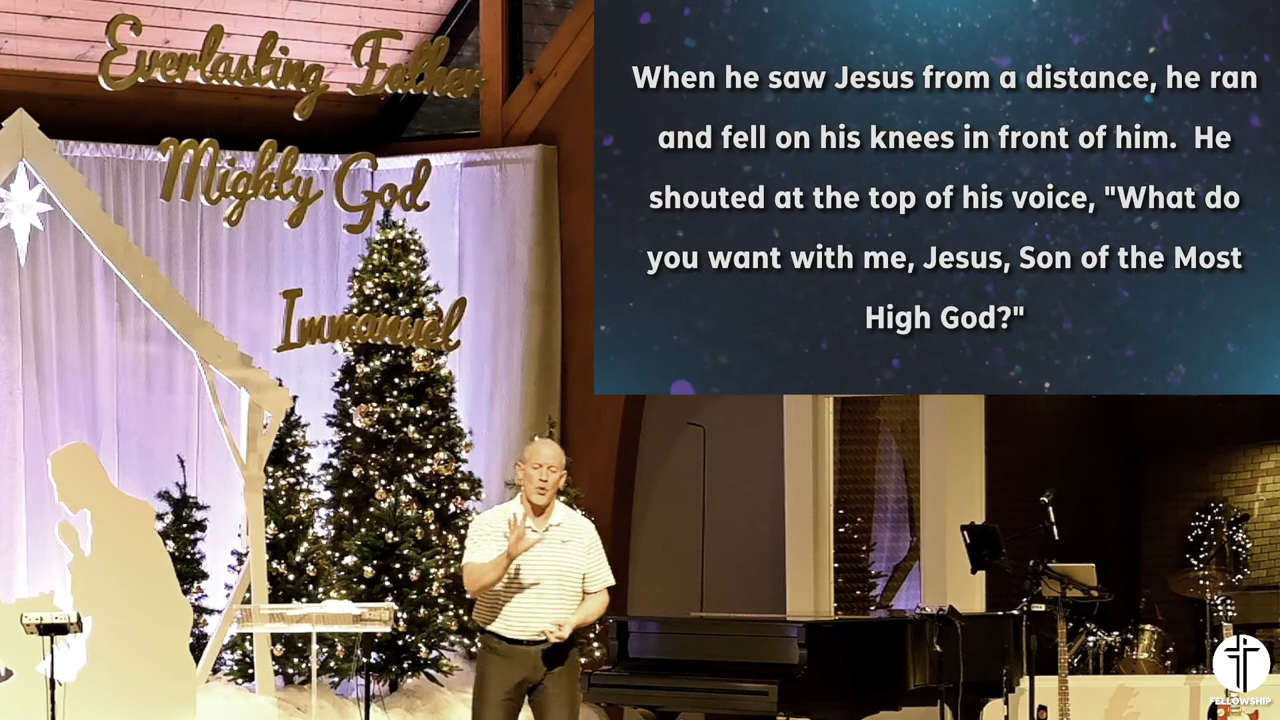 Everlasting Father
Mighty God
Immanuel
When he saw Jesus from a distance, he ran
and fell on his knees in front of him.  He
shouted at the top of his voice, "What do
you want with me, Jesus, Son of the Most
High God?"
FELLOWSHIP